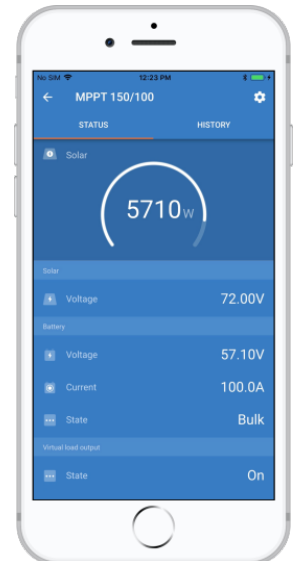 No SIM 12:23 PM
MPPT 150/100
STATUS HISTORY
Solar
5710W
Solar
Voltage 72.00V
Battery
Voltage 57.10V
Current 100.0A
State Bulk
Virtual load output
State On